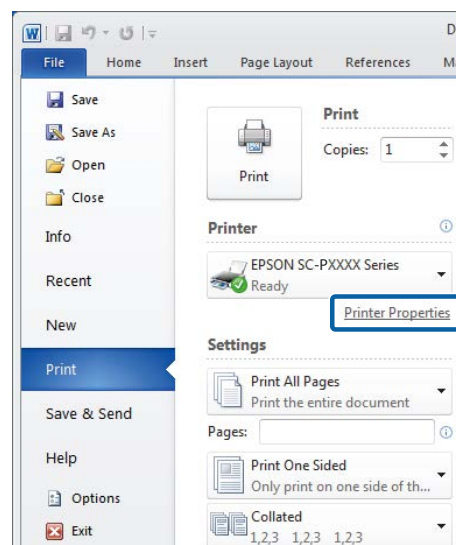 W
D
File Home Insert Page Layout References M
Save
Save As
Open
Close
Info
Recent
New
Print
Save & Send
Help
Options
Exit
Print
Print
Copies: 1
Printer
EPSON SC-PXXXX Series
Ready
Printer Properties
Settings
Print All Pages
Print the entire document
Pages:
Print One Sided
Only print on one side of th...
Collated
1,2,3 1,2,3 1,2,3